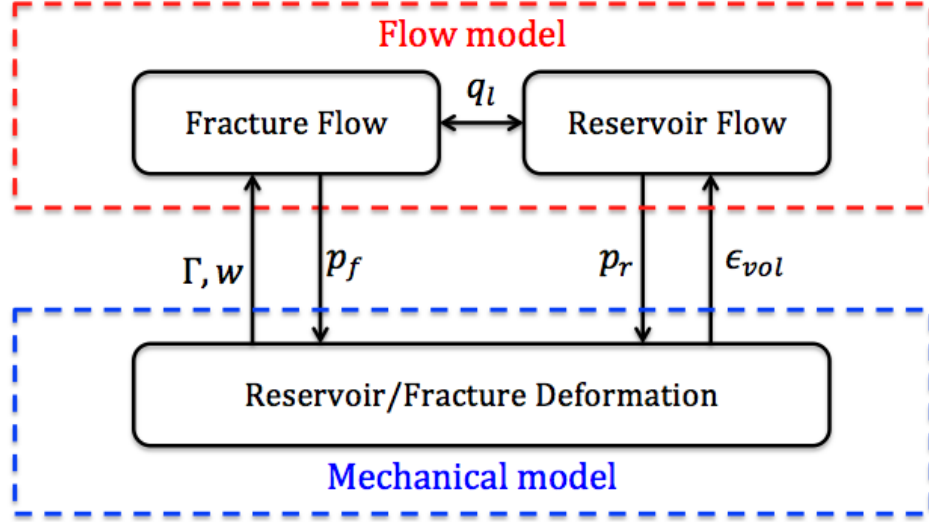 Flow model
Fracture Flow
q_l
Reservoir Flow
Γ, w
p_f
p_r
ϵ_vol
Reservoir/Fracture Deformation
Mechanical model